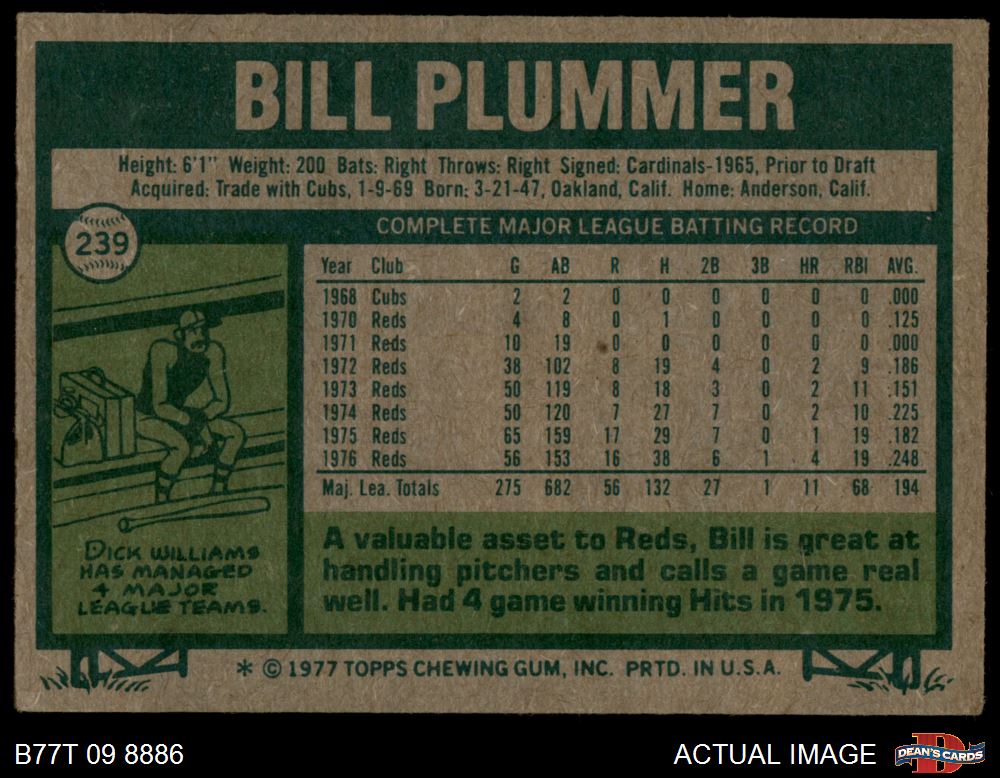 BILL PLUMMER
Height: 6'1" Weight: 200 Bats: Right Throws: Right Signed: Cardinals-1965, Prior to Draft
Acquired: Trade with Cubs, 1-9-69 Born: 3-21-47, Oakland, Calif. Home: Anderson, Calif.
239
COMPLETE MAJOR LEAGUE BATTING RECORD
Year Club G AB R H 2B 3B HR RBI AVG.
1968 Cubs 2 2 0 0 0 0 0 0 .000
1970 Reds 4 8 0 1 0 0 0 0 .125
1971 Reds 10 19 0 0 0 0 0 0 .000
1972 Reds 38 102 8 19 4 0 2 9 .186
1973 Reds 50 119 8 18 3 0 2 11 .151
1974 Reds 50 120 7 27 7 0 2 10 .225
1975 Reds 65 159 17 29 7 0 1 19 .182
1976 Reds 56 153 16 38 6 1 4 19 .248
Maj. Lea. Totals 275 682 56 132 27 1 11 68 194
DICK WILLIAMS
HAS MANAGED
4 MAJOR
LEAGUE TEAMS.
A valuable asset to Reds, Bill is great at
handling pitchers and calls a game real
well. Had 4 game winning Hits in 1975.
* © 1977 TOPPS CHEWING GUM, INC. PRTD. IN U.S.A.
B77T 09 8886
ACTUAL IMAGE
DEAN'S CARDS